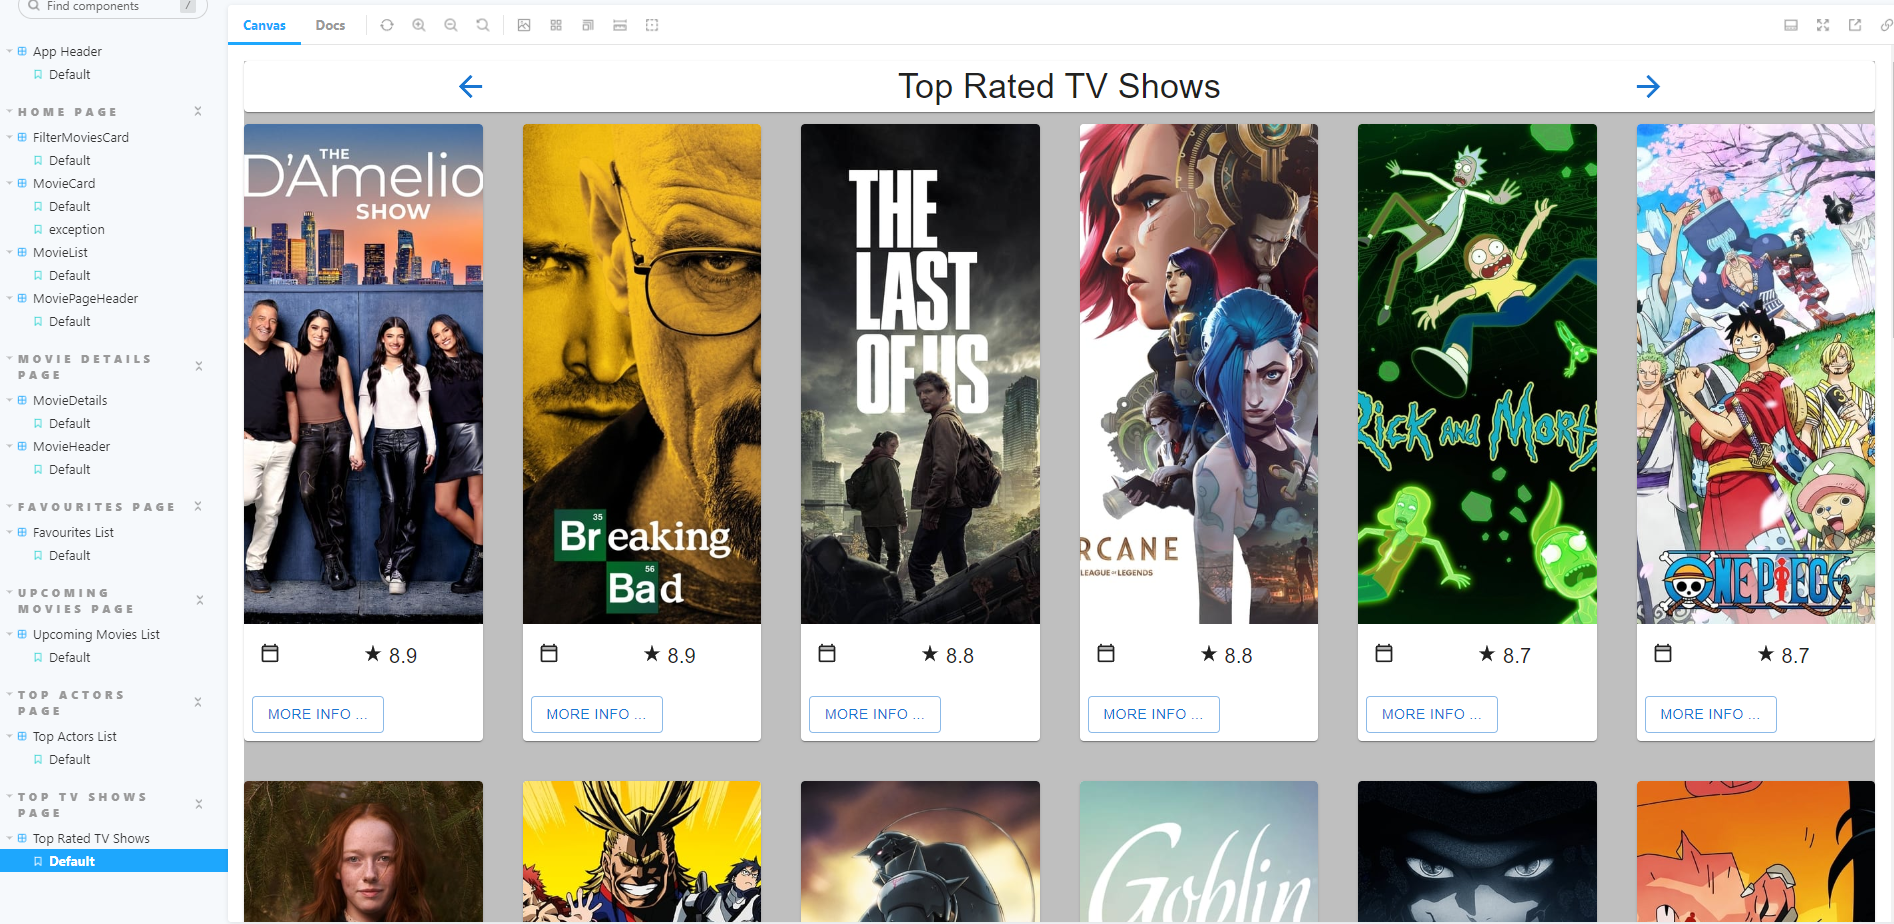 Find components
/
App Header
Default
HOME PAGE
FilterMoviesCard
Default
MovieCard
Default
exception
MovieList
Default
MoviePageHeader
Default
MOVIE DETAILS
PAGE
MovieDetails
Default
MovieHeader
Default
FAVOURITES PAGE
Favourites List
Default
UPCOMING
MOVIES PAGE
Upcoming Movies List
Default
TOP ACTORS
PAGE
Top Actors List
Default
TOP TV SHOWS
PAGE
Top Rated TV Shows
Default
Canvas Docs
Top Rated TV Shows
THE
D'Amelio
SHOW
8.9
MORE INFO ...
35
Breaking
56
Bad
8.9
MORE INFO ...
THE
LAST
OF US
8.8
MORE INFO ...
RCANE
LEAGUE OF LEGENDS
8.8
MORE INFO ...
RICK AND MORTY
8.7
MORE INFO ...
ONE PIECE
8.7
MORE INFO ...
Goblin